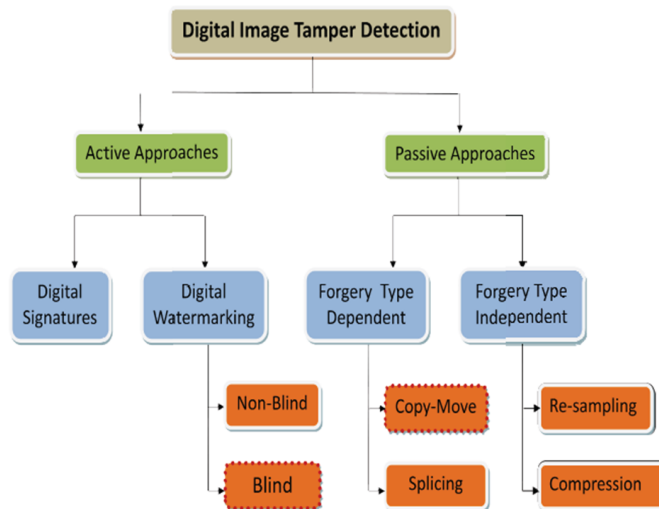 Digital Image Tamper Detection
Active Approaches
Passive Approaches
Digital
Signatures
Digital
Watermarking
Forgery Type
Dependent
Forgery Type
Independent
Non-Blind
Copy-Move
Re-sampling
Blind
Splicing
Compression